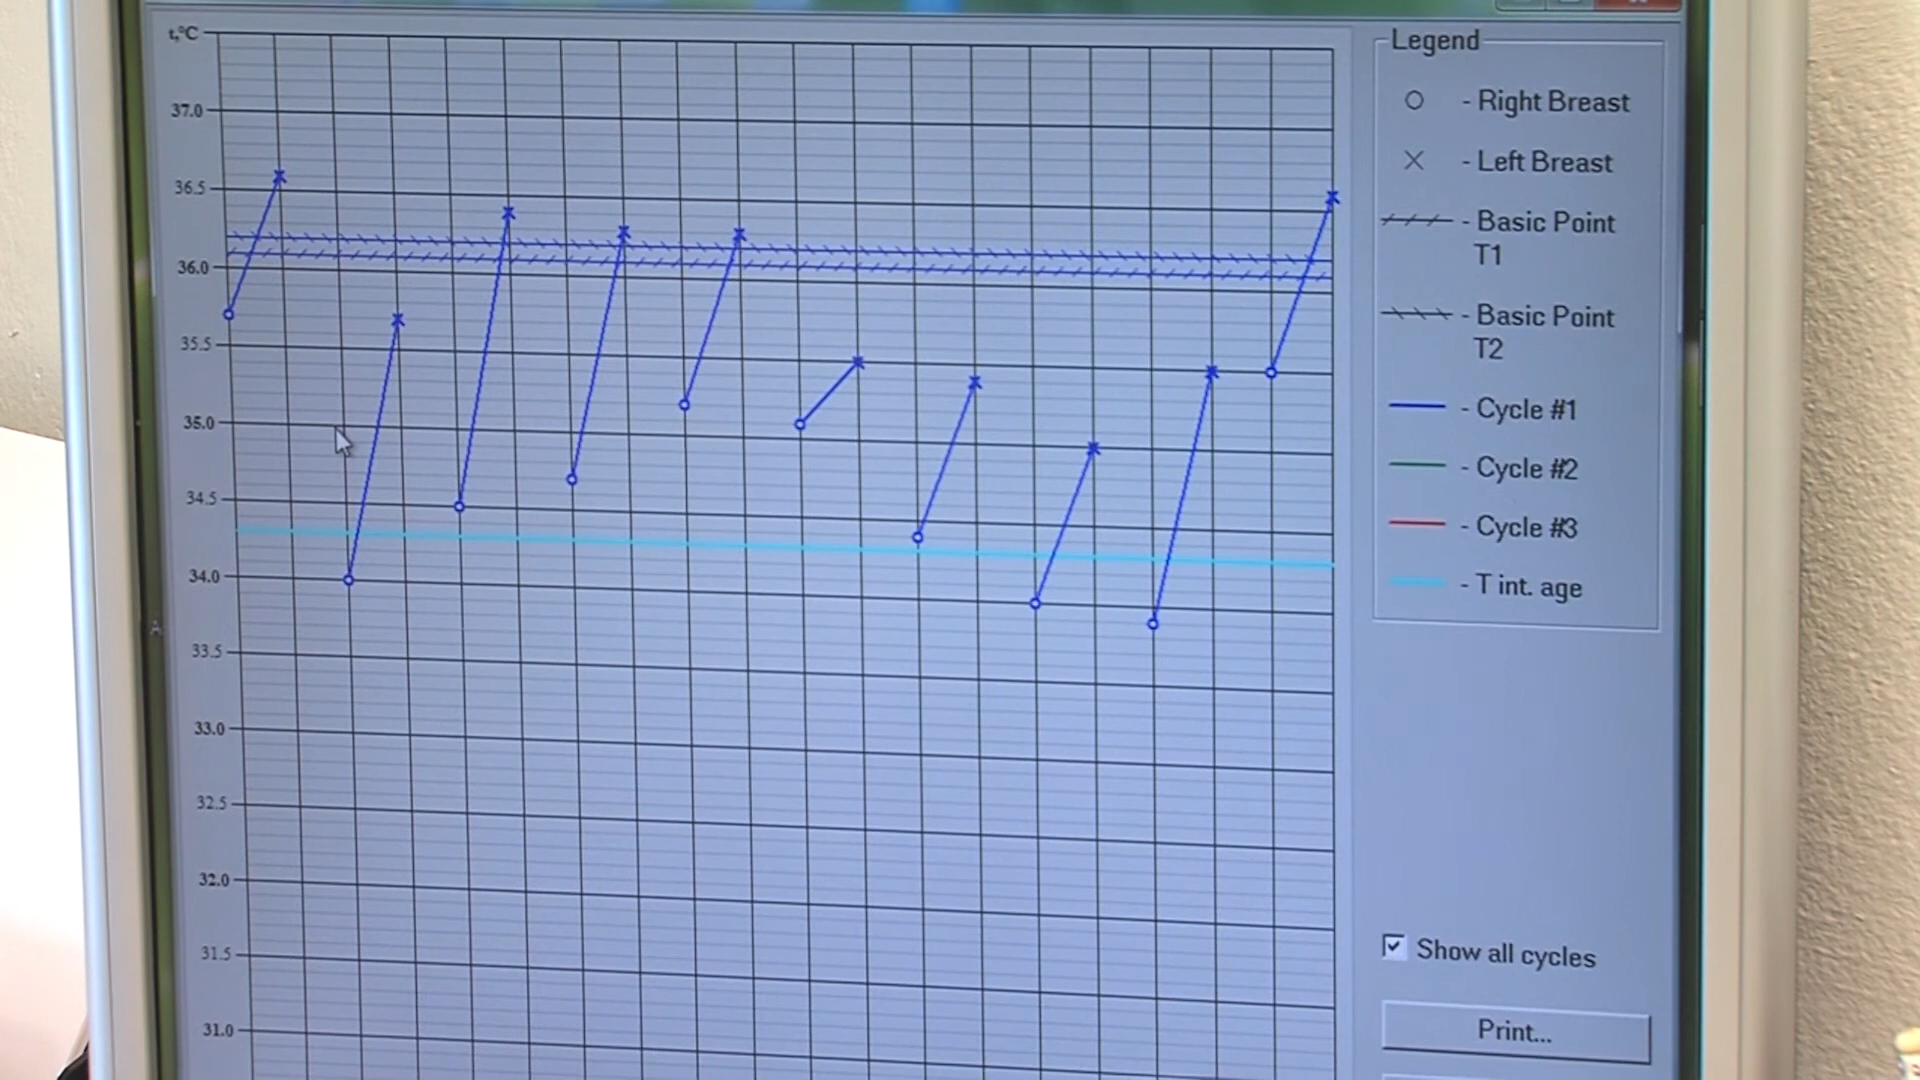 t,°C
37.0
36.5
36.0
35.5
35.0
34.5
34.0
33.5
33.0
32.5
32.0
31.5
31.0
Legend
- Right Breast
- Left Breast
- Basic Point
T1
- Basic Point
T2
- Cycle #1
- Cycle #2
- Cycle #3
- T int. age
Show all cycles
Print...